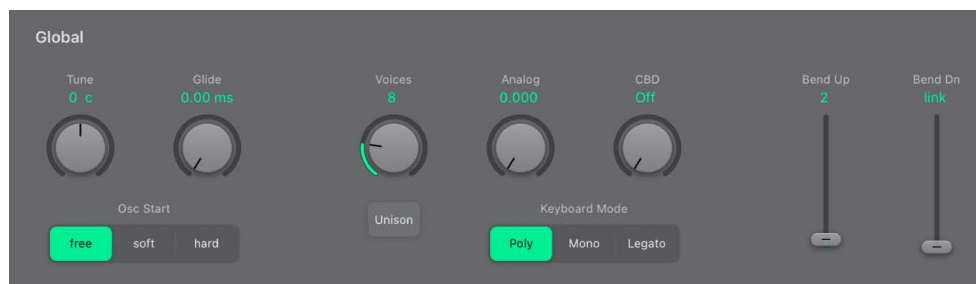 Global
Tune Glide Voices Analog CBD Bend Up Bend Dn
0 c 0.00 ms 8 0.000 Off 2 link
Osc Start Unison Keyboard Mode
free soft hard Poly Mono Legato